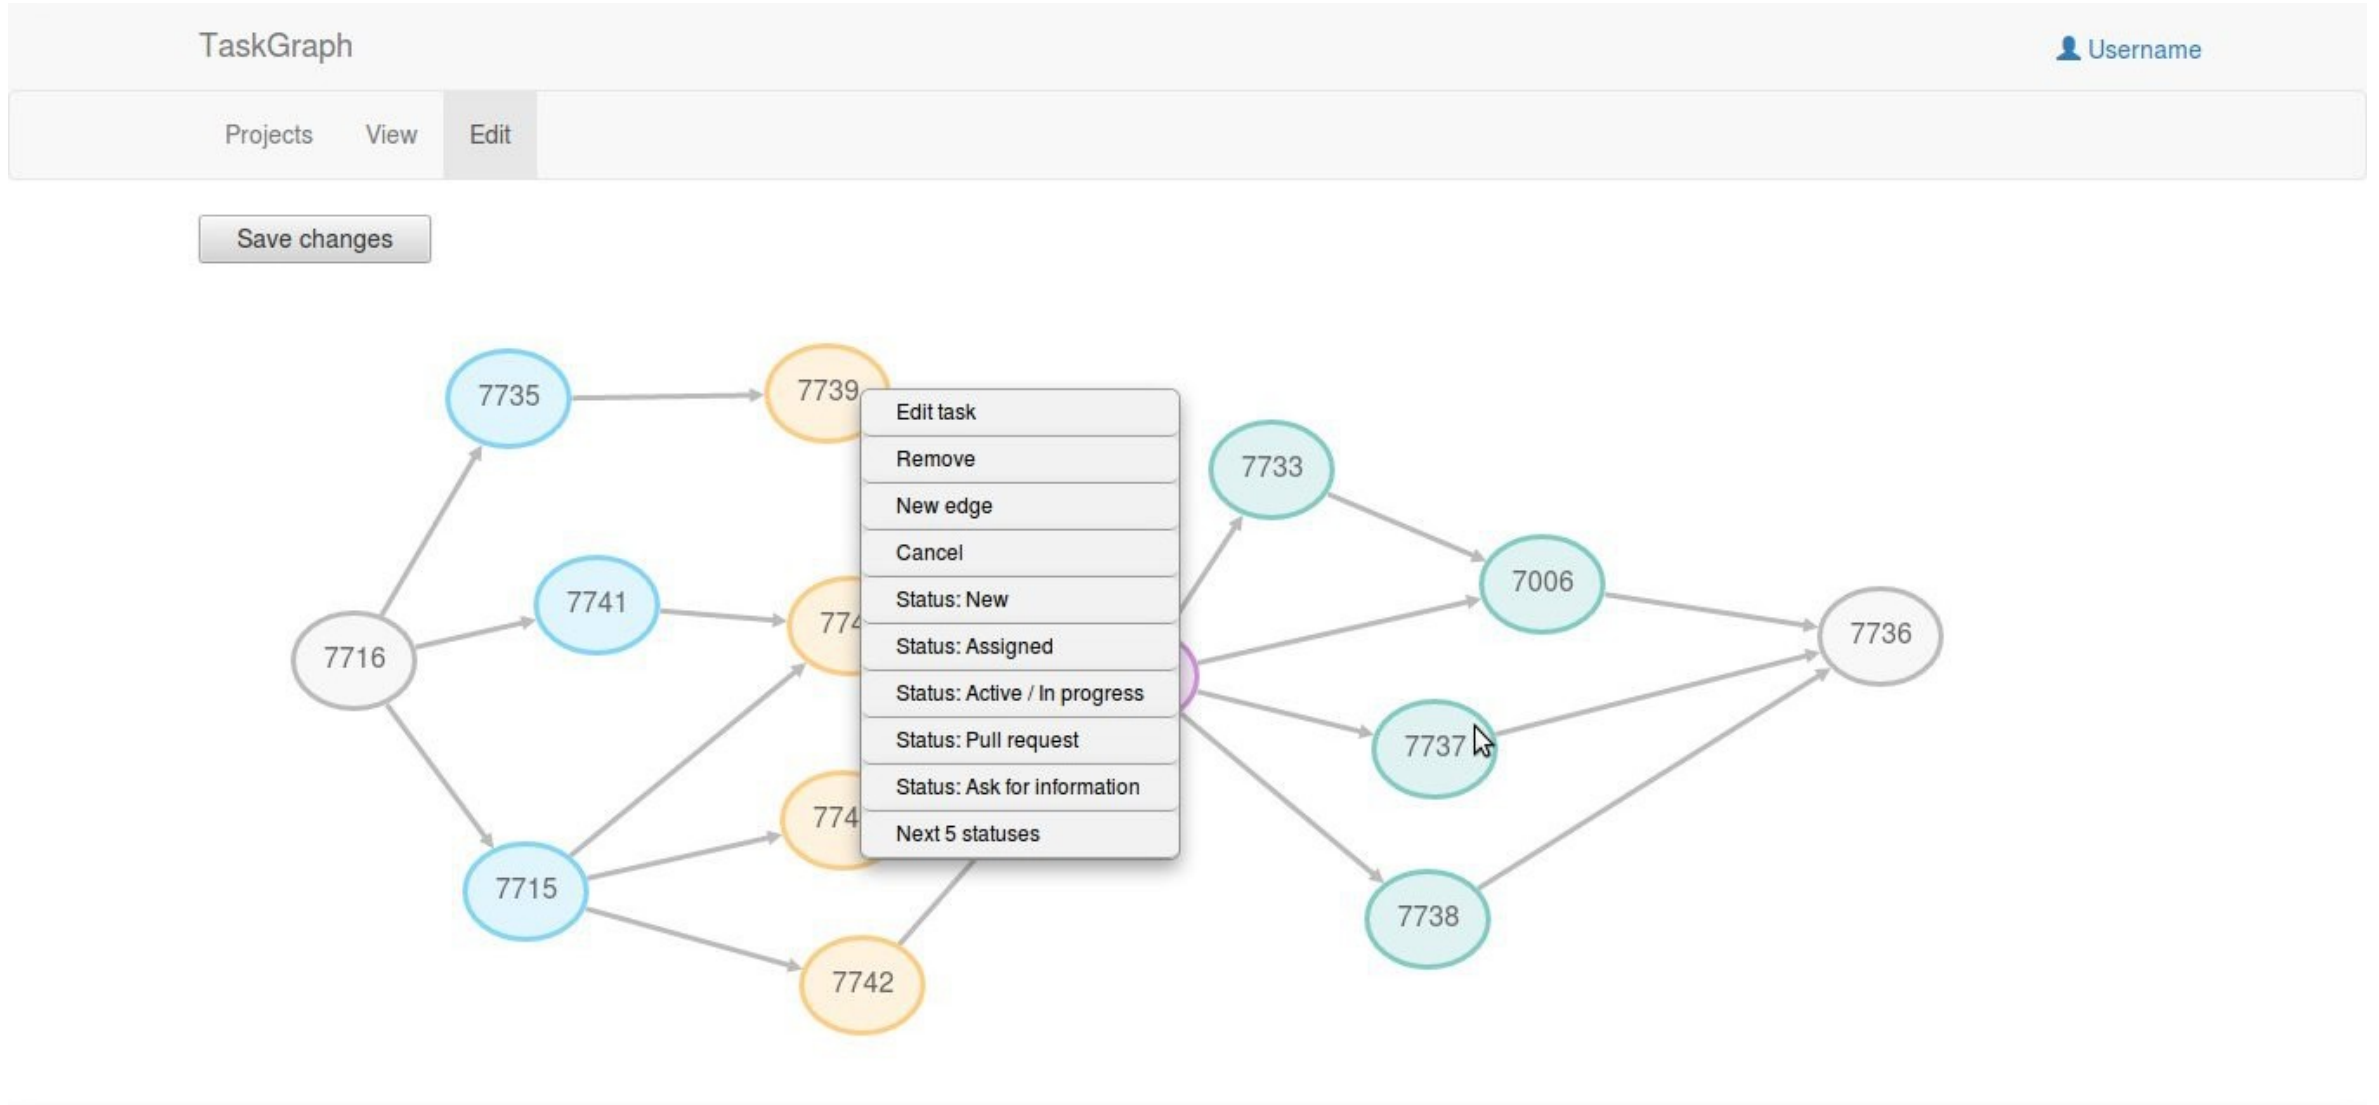 TaskGraph
Username
Projects View Edit
Save changes
7735
7739
Edit task
Remove
New edge
Cancel
Status: New
Status: Assigned
Status: Active / In progress
Status: Pull request
Status: Ask for information
Next 5 statuses
7733
7006
7741
7736
7716
7737
7715
7738
7742